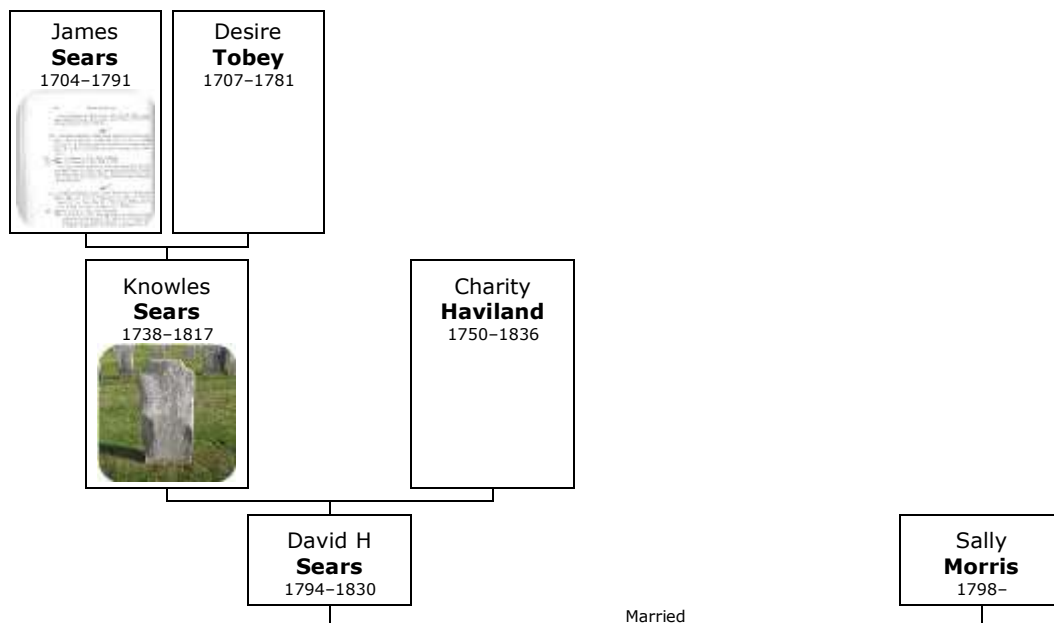 James
Sears
1704–1791
Desire
Tobey
1707–1781
Knowles
Sears
1738–1817
Charity
Haviland
1750–1836
David H
Sears
1794–1830
Sally
Morris
1798–
Married